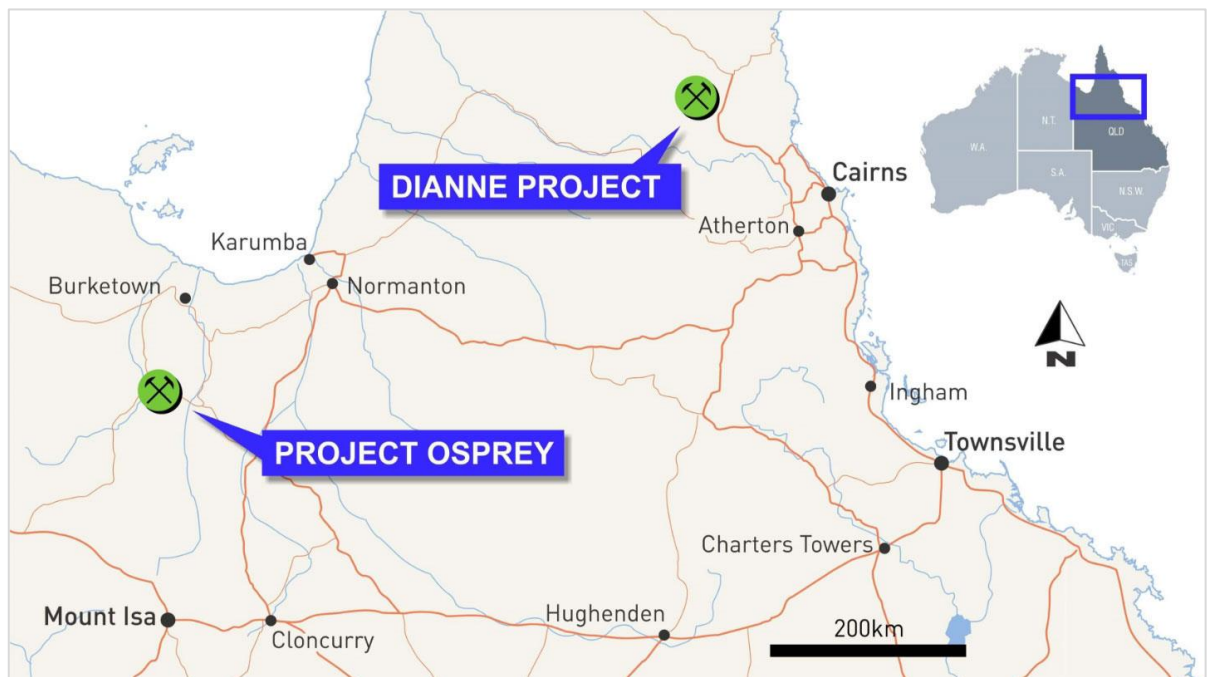 DIANNE PROJECT
Cairns
Atherton
Karumba
Burketown
Normanton
Ingham
PROJECT OSPREY
Townsville
Charters Towers
Mount Isa
Cloncurry
Hughenden
200km
W.A.
N.T.
QLD
S.A.
N.S.W.
VIC
TAS
N